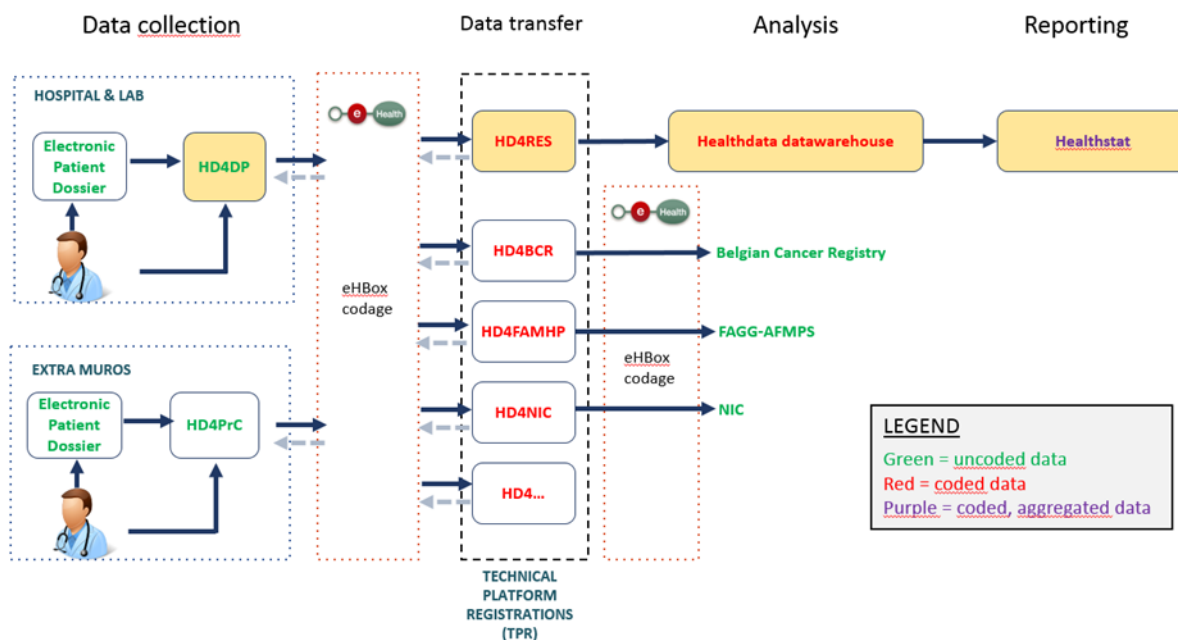 Data collection
Data transfer
Analysis
Reporting
HOSPITAL & LAB
Electronic
Patient
Dossier
HD4DP
e
Health
HD4RES
Healthdata datawarehouse
Healthstat
e
Health
HD4BCR
Belgian Cancer Registry
eHBox
codage
HD4FAMHP
FAGG-AFMPS
EXTRA MUROS
Electronic
Patient
Dossier
HD4PrC
eHBox
codage
HD4NIC
NIC
HD4...
LEGEND
Green = uncoded data
Red = coded data
Purple = coded, aggregated data
TECHNICAL
PLATFORM
REGISTRATIONS
(TPR)